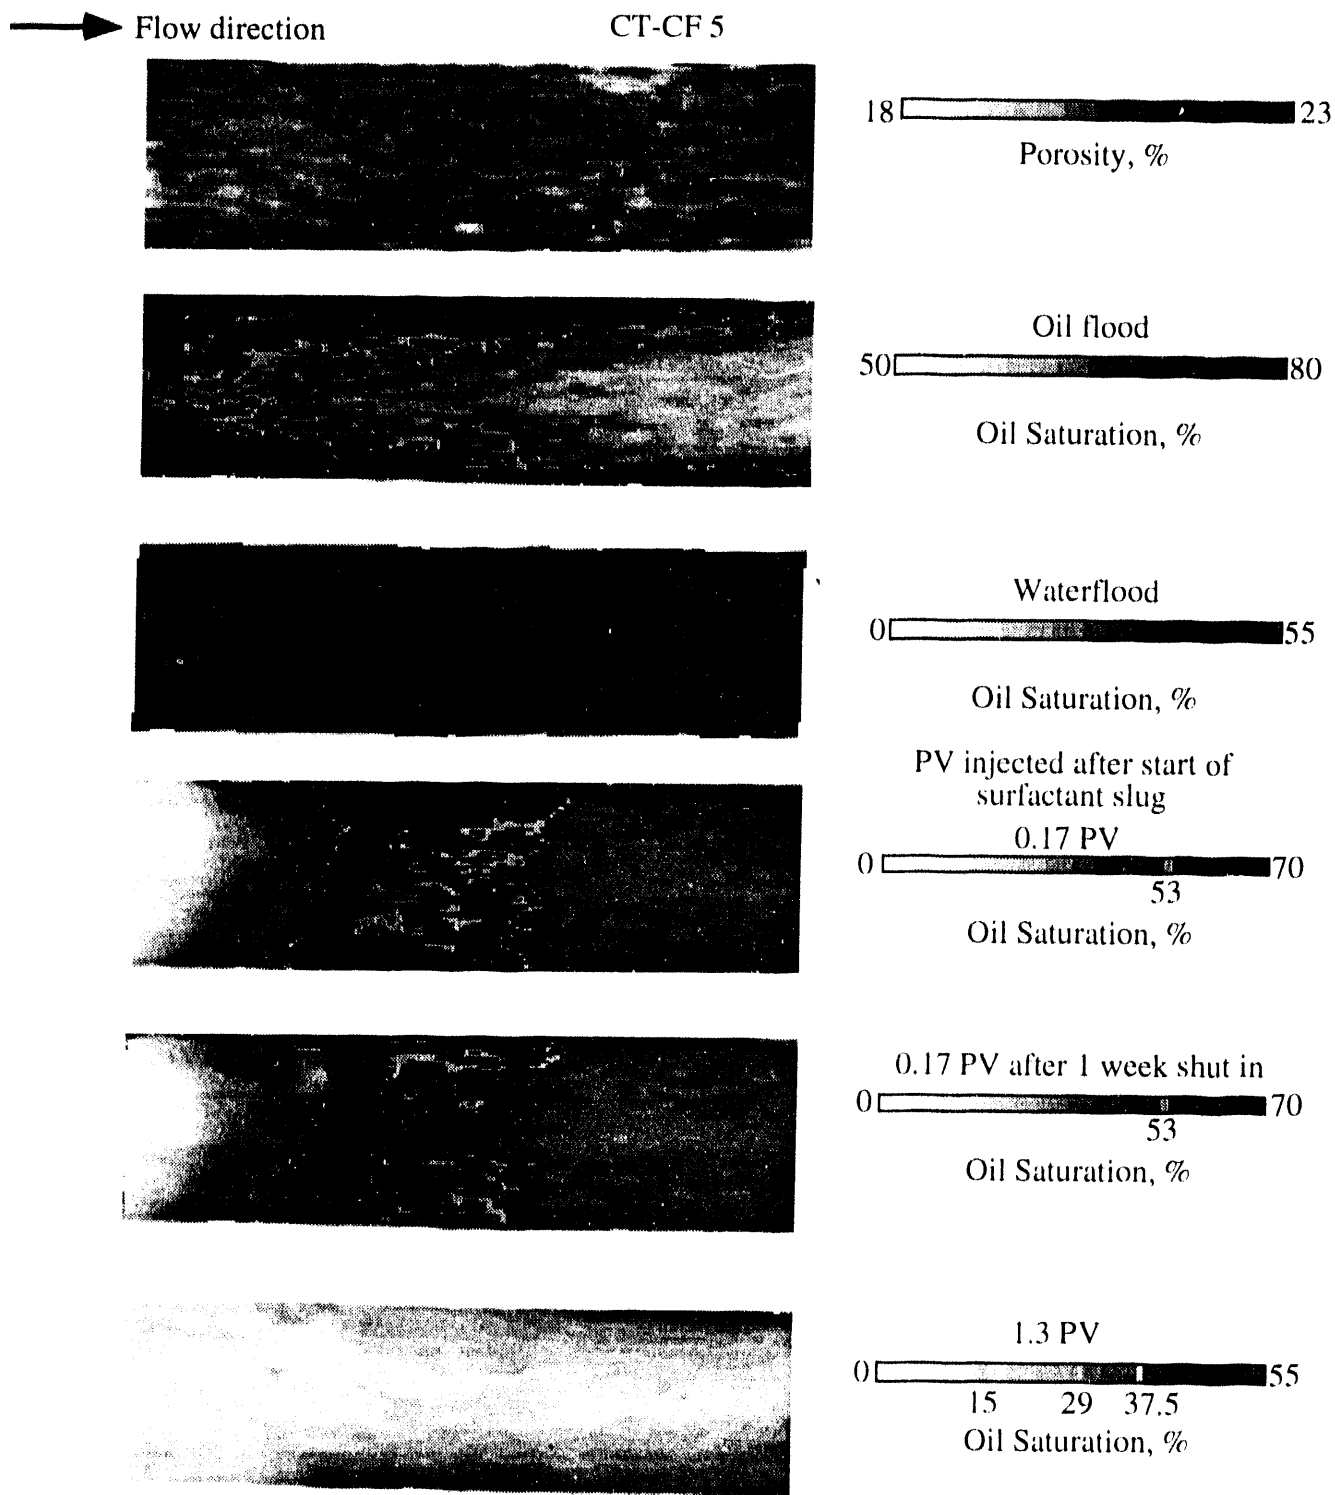 Flow direction
CT-CF 5
18 23
Porosity, %
Oil flood
50 80
Oil Saturation, %
Waterflood
0 55
Oil Saturation, %
PV injected after start of
surfactant slug
0.17 PV
0 70
53
Oil Saturation, %
0.17 PV after 1 week shut in
0 70
53
Oil Saturation, %
1.3 PV
0 55
15 29 37.5
Oil Saturation, %